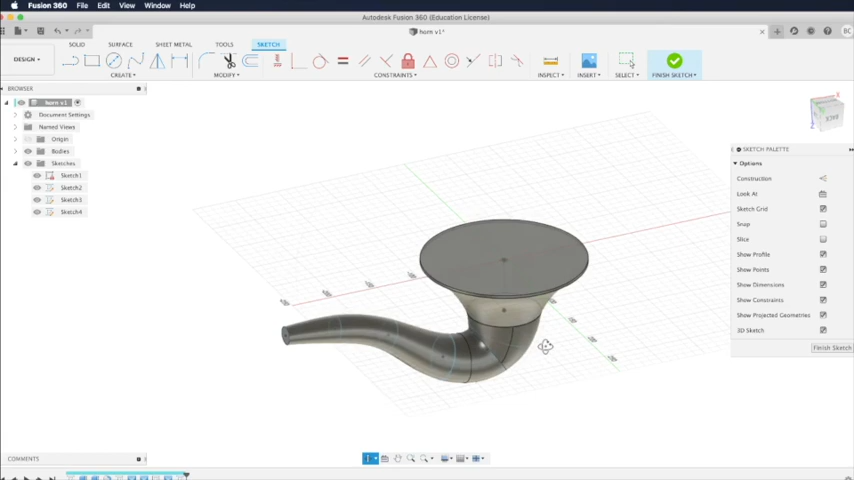 Fusion 360 File Edit View Window Help
Autodesk Fusion 360 (Education License)
horn v1*
BC
SOLID SURFACE SHEET METAL TOOLS SKETCH
DESIGN
CREATE MODIFY CONSTRAINTS INSPECT INSERT SELECT FINISH SKETCH
BROWSER
horn v1
Document Settings
Named Views
Origin
Bodies
Sketches
Sketch1
Sketch2
Sketch3
Sketch4
BACK
X
Z
SKETCH PALETTE
Options
Construction
Look At
Sketch Grid
Snap
Slice
Show Profile
Show Points
Show Dimensions
Show Constraints
Show Projected Geometries
3D Sketch
Finish Sketch
COMMENTS